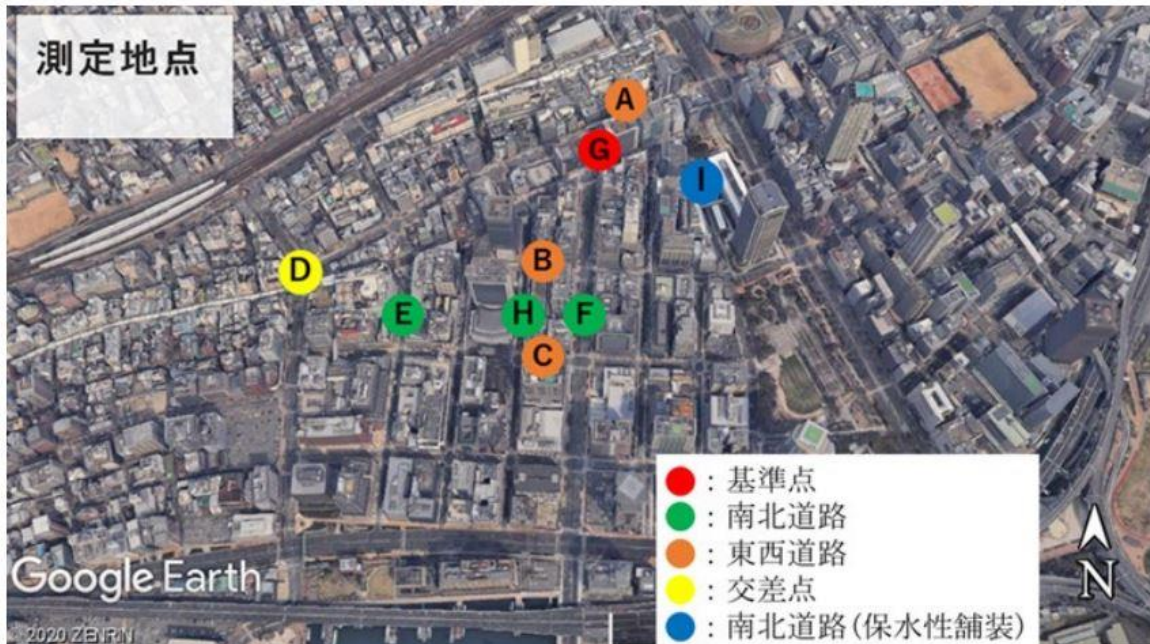 測定地点
A
G
I
B
D
E
H
F
C
● : 基準点
● : 南北道路
● : 東西道路
● : 交差点
● : 南北道路(保水性舗装)
N
Google Earth
2020 ZENRIN